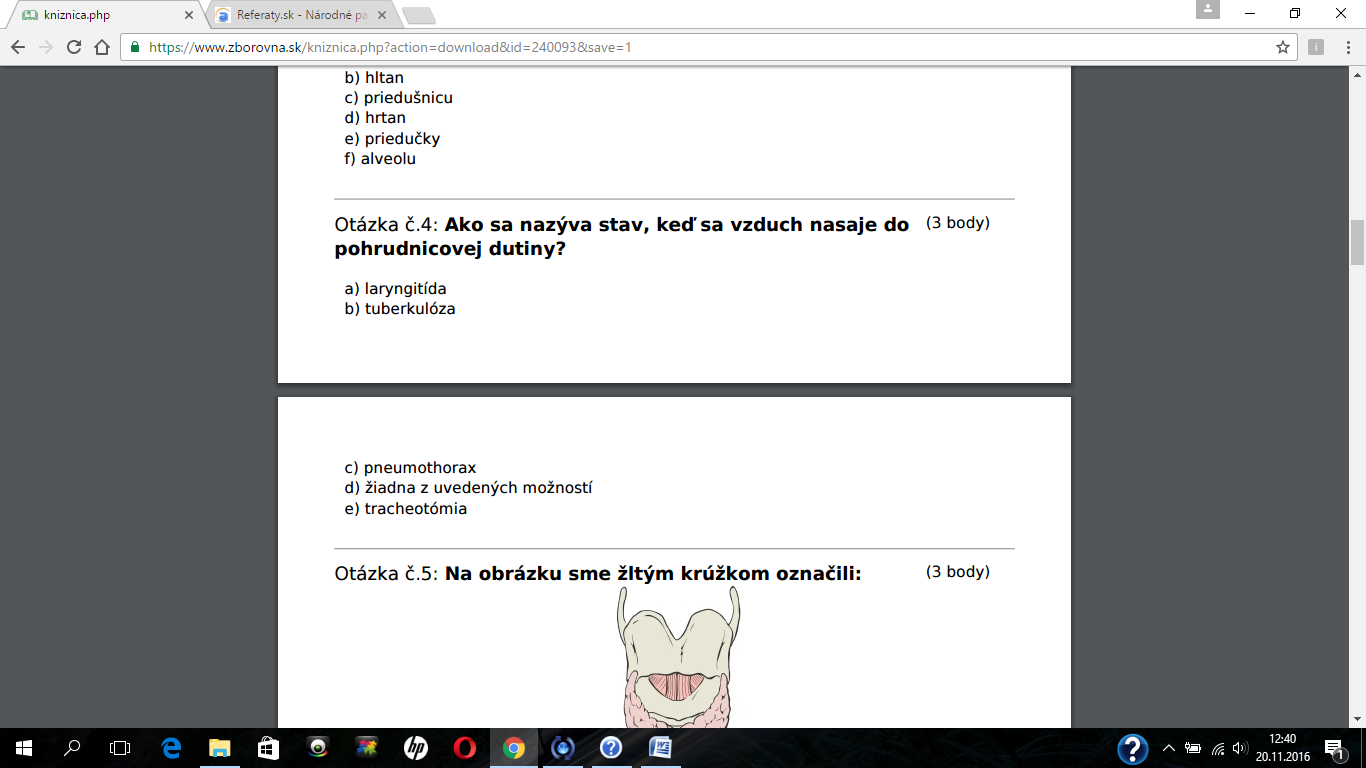 kniznica.php
Referaty.sk - Národné pa
https://www.zborovna.sk/kniznica.php?action=download&id=240093&save=1
b) hltan
c) priedušnicu
d) hrtan
e) priedučky
f) alveolu
Otázka č.4: Ako sa nazýva stav, keď sa vzduch nasaje do (3 body)
pohrudnicovej dutiny?
a) laryngitída
b) tuberkulóza
c) pneumothorax
d) žiadna z uvedených možností
e) tracheotómia
Otázka č.5: Na obrázku sme žltým krúžkom označili: (3 body)
12:40
20.11.2016